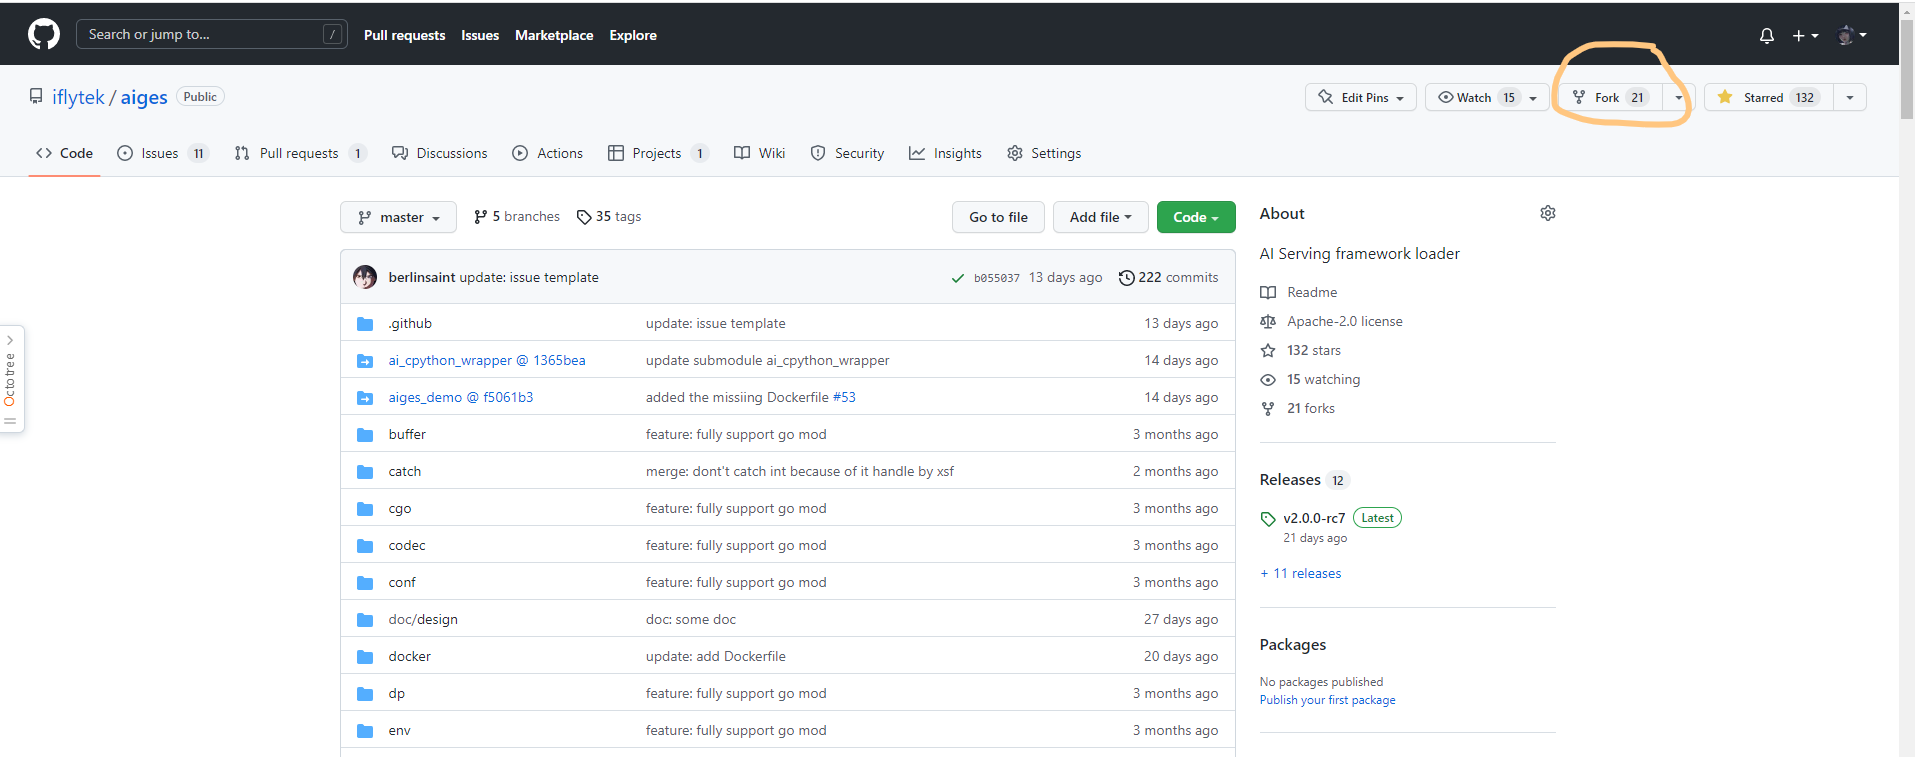 Search or jump to... / Pull requests Issues Marketplace Explore
iflytek / aiges Public Edit Pins Watch 15 Fork 21 Starred 132
Code Issues 11 Pull requests 1 Discussions Actions Projects 1 Wiki Security Insights Settings
master 5 branches 35 tags Go to file Add file Code
berlinsaint update: issue template b055037 13 days ago 222 commits
.github update: issue template 13 days ago
ai_cpython_wrapper @ 1365bea update submodule ai_cpython_wrapper 14 days ago
aiges_demo @ f5061b3 added the missiing Dockerfile #53 14 days ago
buffer feature: fully support go mod 3 months ago
catch merge: dont't catch int because of it handle by xsf 2 months ago
cgo feature: fully support go mod 3 months ago
codec feature: fully support go mod 3 months ago
conf feature: fully support go mod 3 months ago
doc/design doc: some doc 27 days ago
docker update: add Dockerfile 20 days ago
dp feature: fully support go mod 3 months ago
env feature: fully support go mod 3 months ago
About
AI Serving framework loader
Readme
Apache-2.0 license
132 stars
15 watching
21 forks
Releases 12
v2.0.0-rc7 Latest
21 days ago
+ 11 releases
Packages
No packages published
Publish your first package
Octotree